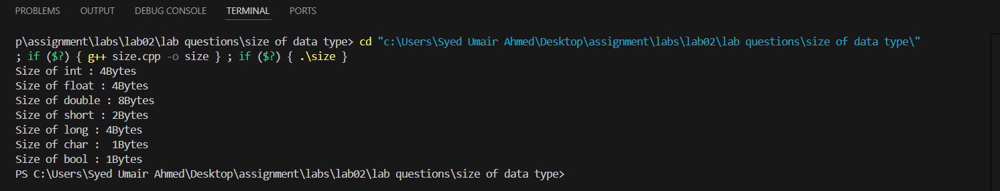 PROBLEMS OUTPUT DEBUG CONSOLE TERMINAL PORTS
p\assignment\labs\lab02\lab questions\size of data type> cd "c:\Users\Syed Umair Ahmed\Desktop\assignment\labs\lab02\lab questions\size of data type\"
; if ($?) { g++ size.cpp -o size } ; if ($?) { .\size }
Size of int : 4Bytes
Size of float : 4Bytes
Size of double : 8Bytes
Size of short : 2Bytes
Size of long : 4Bytes
Size of char :  1Bytes
Size of bool : 1Bytes
PS C:\Users\Syed Umair Ahmed\Desktop\assignment\labs\lab02\lab questions\size of data type>